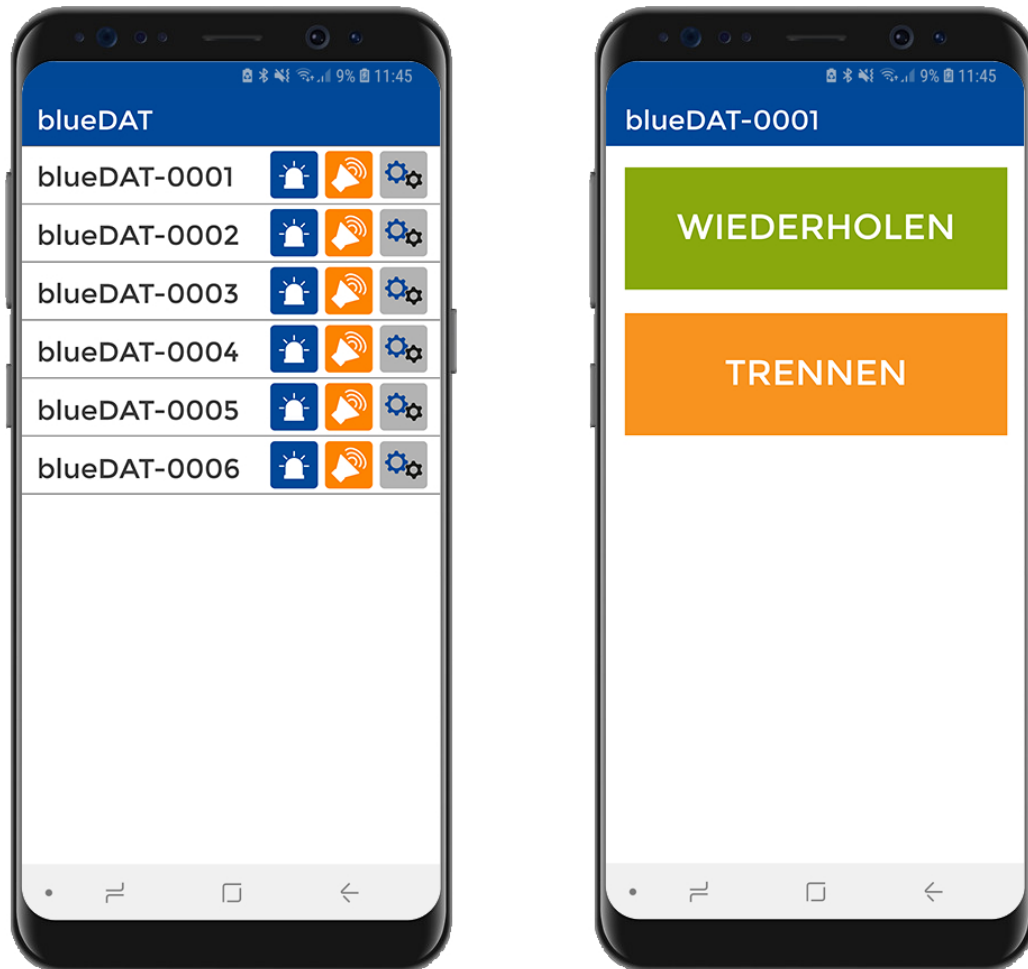 9% 11:45
blueDAT
blueDAT-0001
blueDAT-0002
blueDAT-0003
blueDAT-0004
blueDAT-0005
blueDAT-0006
9% 11:45
blueDAT-0001
WIEDERHOLEN
TRENNEN